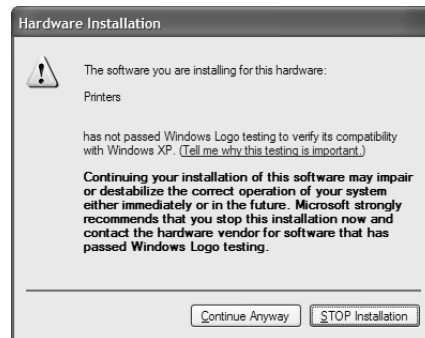 Hardware Installation
The software you are installing for this hardware:
Printers
has not passed Windows Logo testing to verify its compatibility
with Windows XP. (Tell me why this testing is important.)
Continuing your installation of this software may impair
or destabilize the correct operation of your system
either immediately or in the future. Microsoft strongly
recommends that you stop this installation now and
contact the hardware vendor for software that has
passed Windows Logo testing.
Continue Anyway
STOP Installation